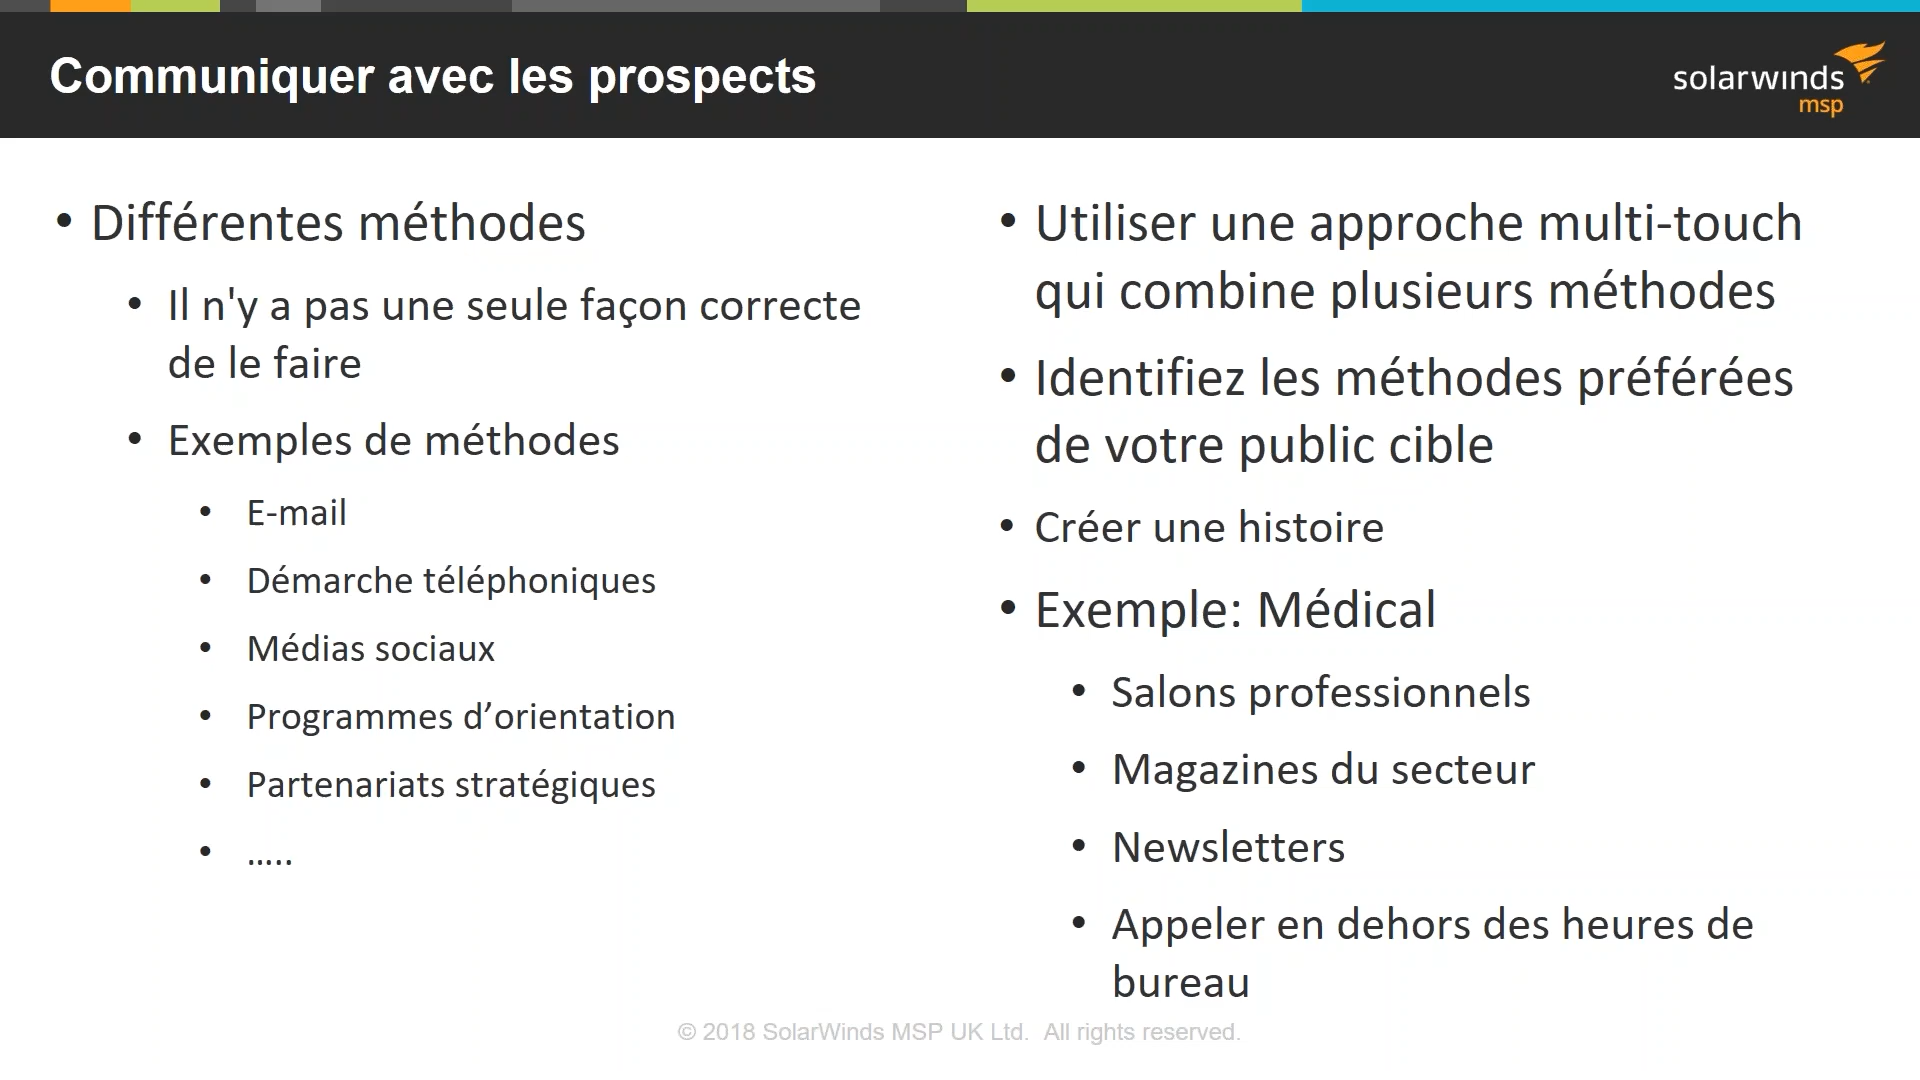 Communiquer avec les prospects
solarwinds
msp
• Différentes méthodes
• Il n'y a pas une seule façon correcte
de le faire
• Exemples de méthodes
• E-mail
• Démarche téléphoniques
• Médias sociaux
• Programmes d’orientation
• Partenariats stratégiques
• …..
• Utiliser une approche multi-touch
qui combine plusieurs méthodes
• Identifiez les méthodes préférées
de votre public cible
• Créer une histoire
• Exemple: Médical
• Salons professionnels
• Magazines du secteur
• Newsletters
• Appeler en dehors des heures de
bureau
© 2018 SolarWinds MSP UK Ltd. All rights reserved.